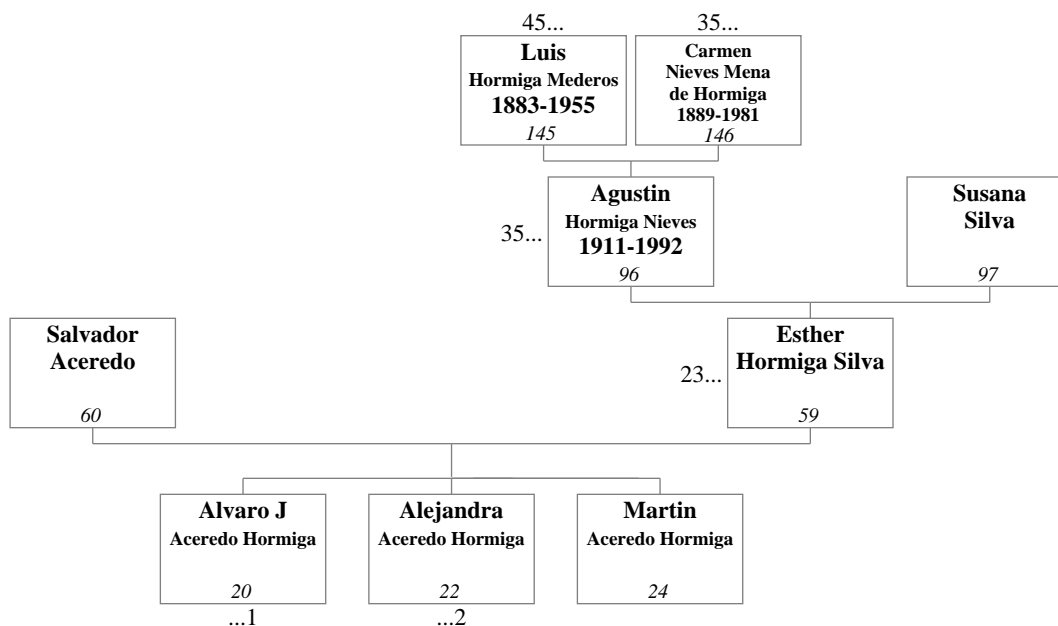 45...
35...
Luis
Hormiga Mederos
1883-1955
145
Carmen
Nieves Mena
de Hormiga
1889-1981
146
35...
Agustin
Hormiga Nieves
1911-1992
96
Susana
Silva
97
Salvador
Aceredo
60
23...
Esther
Hormiga Silva
59
Alvaro J
Aceredo Hormiga
20
...1
Alejandra
Aceredo Hormiga
22
...2
Martin
Aceredo Hormiga
24